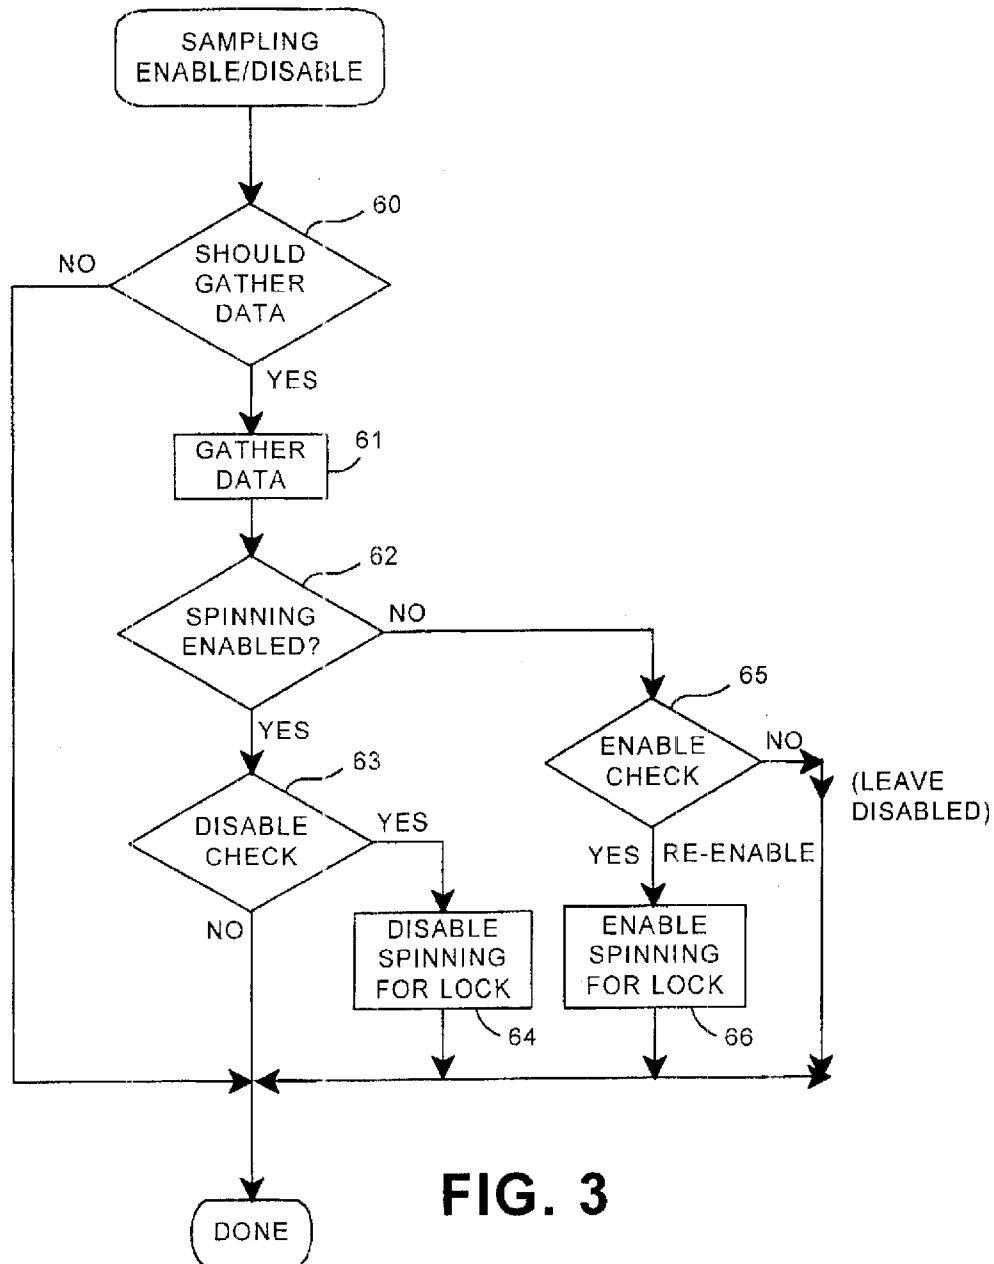 SAMPLING
ENABLE/DISABLE
60
SHOULD
GATHER
DATA
NO
YES
GATHER
DATA
61
62
SPINNING
ENABLED?
NO
YES
65
ENABLE
CHECK
NO
(LEAVE
DISABLED)
63
DISABLE
CHECK
YES
YES
RE-ENABLE
NO
DISABLE
SPINNING
FOR LOCK
64
ENABLE
SPINNING
FOR LOCK
66
FIG. 3
DONE